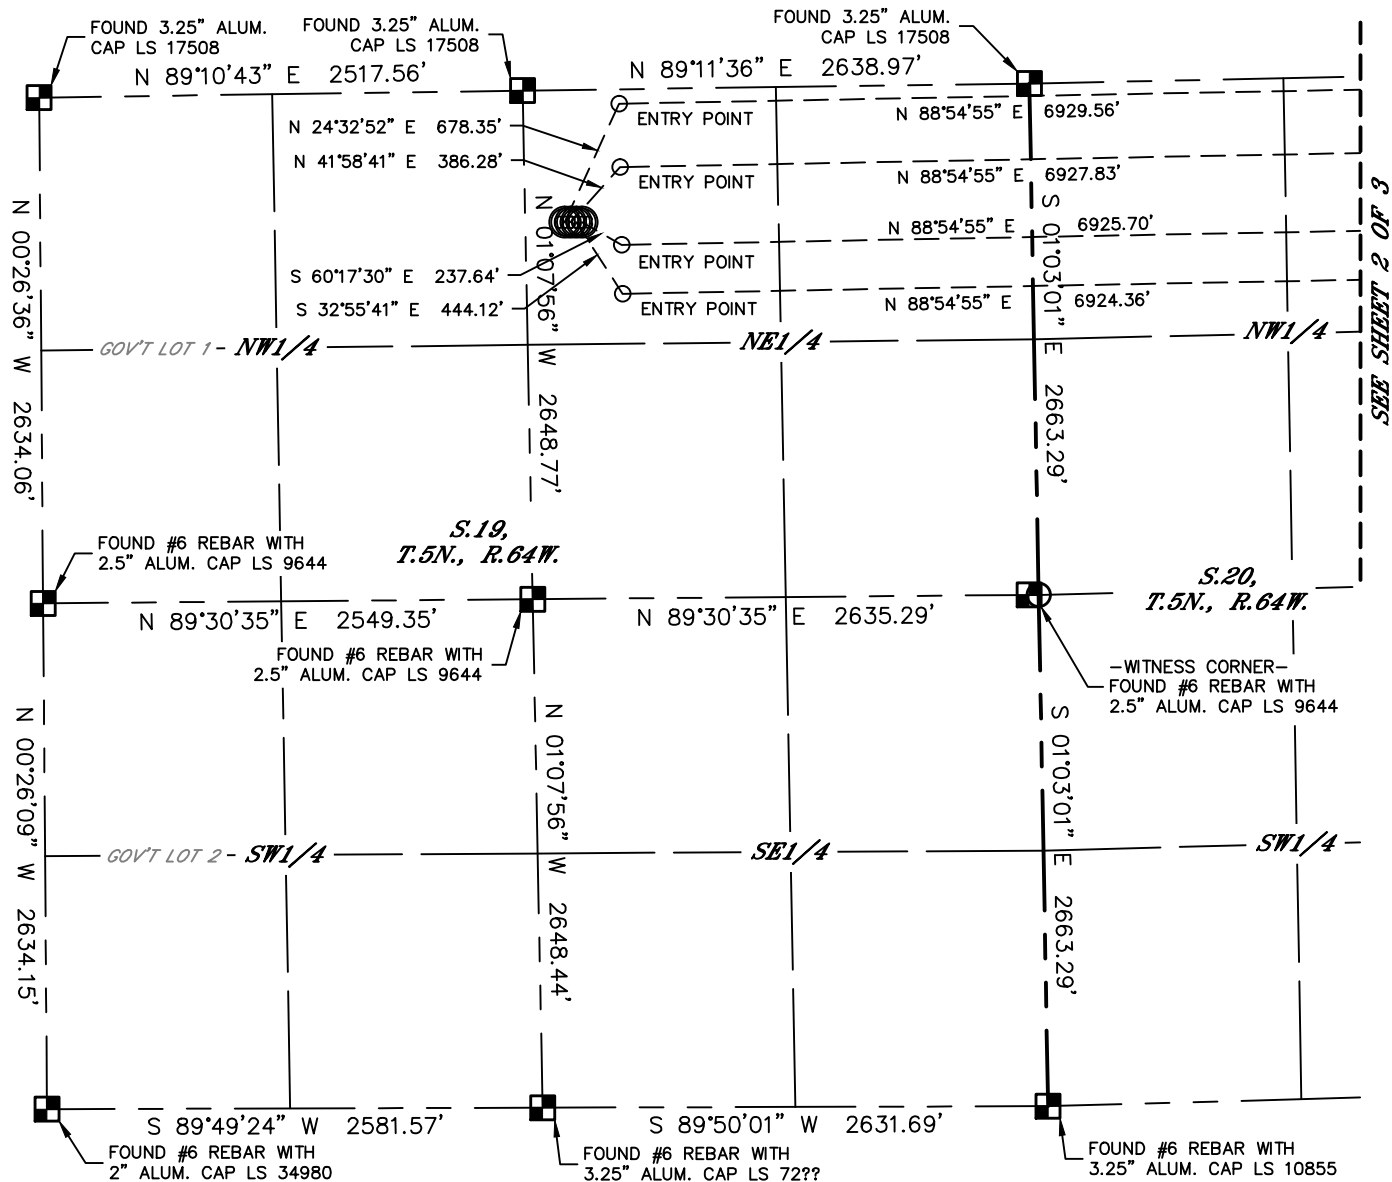 FOUND 3.25" ALUM.
CAP LS 17508
FOUND 3.25" ALUM.
CAP LS 17508
FOUND 3.25" ALUM.
CAP LS 17508
N 89°10'43" E 2517.56'
N 89°11'36" E 2638.97'
N 24°32'52" E 678.35'
ENTRY POINT
N 88°54'55" E 6929.56'
N 41°58'41" E 386.28'
ENTRY POINT
N 88°54'55" E 6927.83'
N 88°54'55" E 6925.70'
S 60°17'30" E 237.64'
ENTRY POINT
S 32°55'41" E 444.12'
ENTRY POINT
N 88°54'55" E 6924.36'
N 00°26'36" W 2634.06'
N 01°07'56" W 2648.77'
S 01°03'01" E 2663.29'
SEE SHEET 2 OF 3
GOV'T LOT 1 - NW1/4
NE1/4
NW1/4
S.19,
T.5N., R.64W.
FOUND #6 REBAR WITH
2.5" ALUM. CAP LS 9644
S.20,
T.5N., R.64W.
N 89°30'35" E 2549.35'
N 89°30'35" E 2635.29'
FOUND #6 REBAR WITH
2.5" ALUM. CAP LS 9644
-WITNESS CORNER-
FOUND #6 REBAR WITH
2.5" ALUM. CAP LS 9644
N 00°26'09" W 2634.15'
N 01°07'56" W 2648.44'
S 01°03'01" E 2663.29'
GOV'T LOT 2 - SW1/4
SE1/4
SW1/4
S 89°49'24" W 2581.57'
S 89°50'01" W 2631.69'
FOUND #6 REBAR WITH
2" ALUM. CAP LS 34980
FOUND #6 REBAR WITH
3.25" ALUM. CAP LS 72??
FOUND #6 REBAR WITH
3.25" ALUM. CAP LS 10855